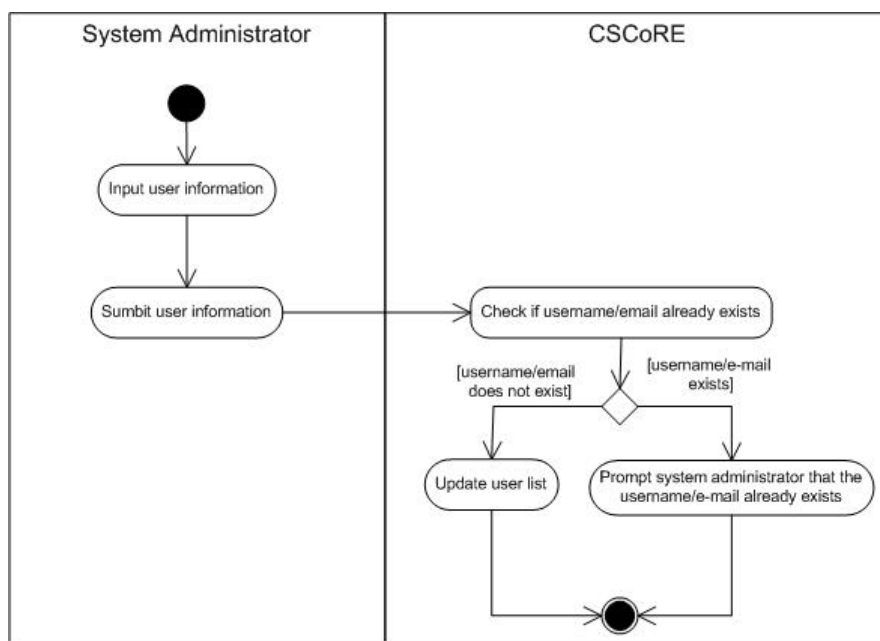 System Administrator
CSCoRE
Input user information
Sumbit user information
Check if username/email already exists
[username/email
does not exist]
[username/e-mail
exists]
Update user list
Prompt system administrator that the
username/e-mail already exists